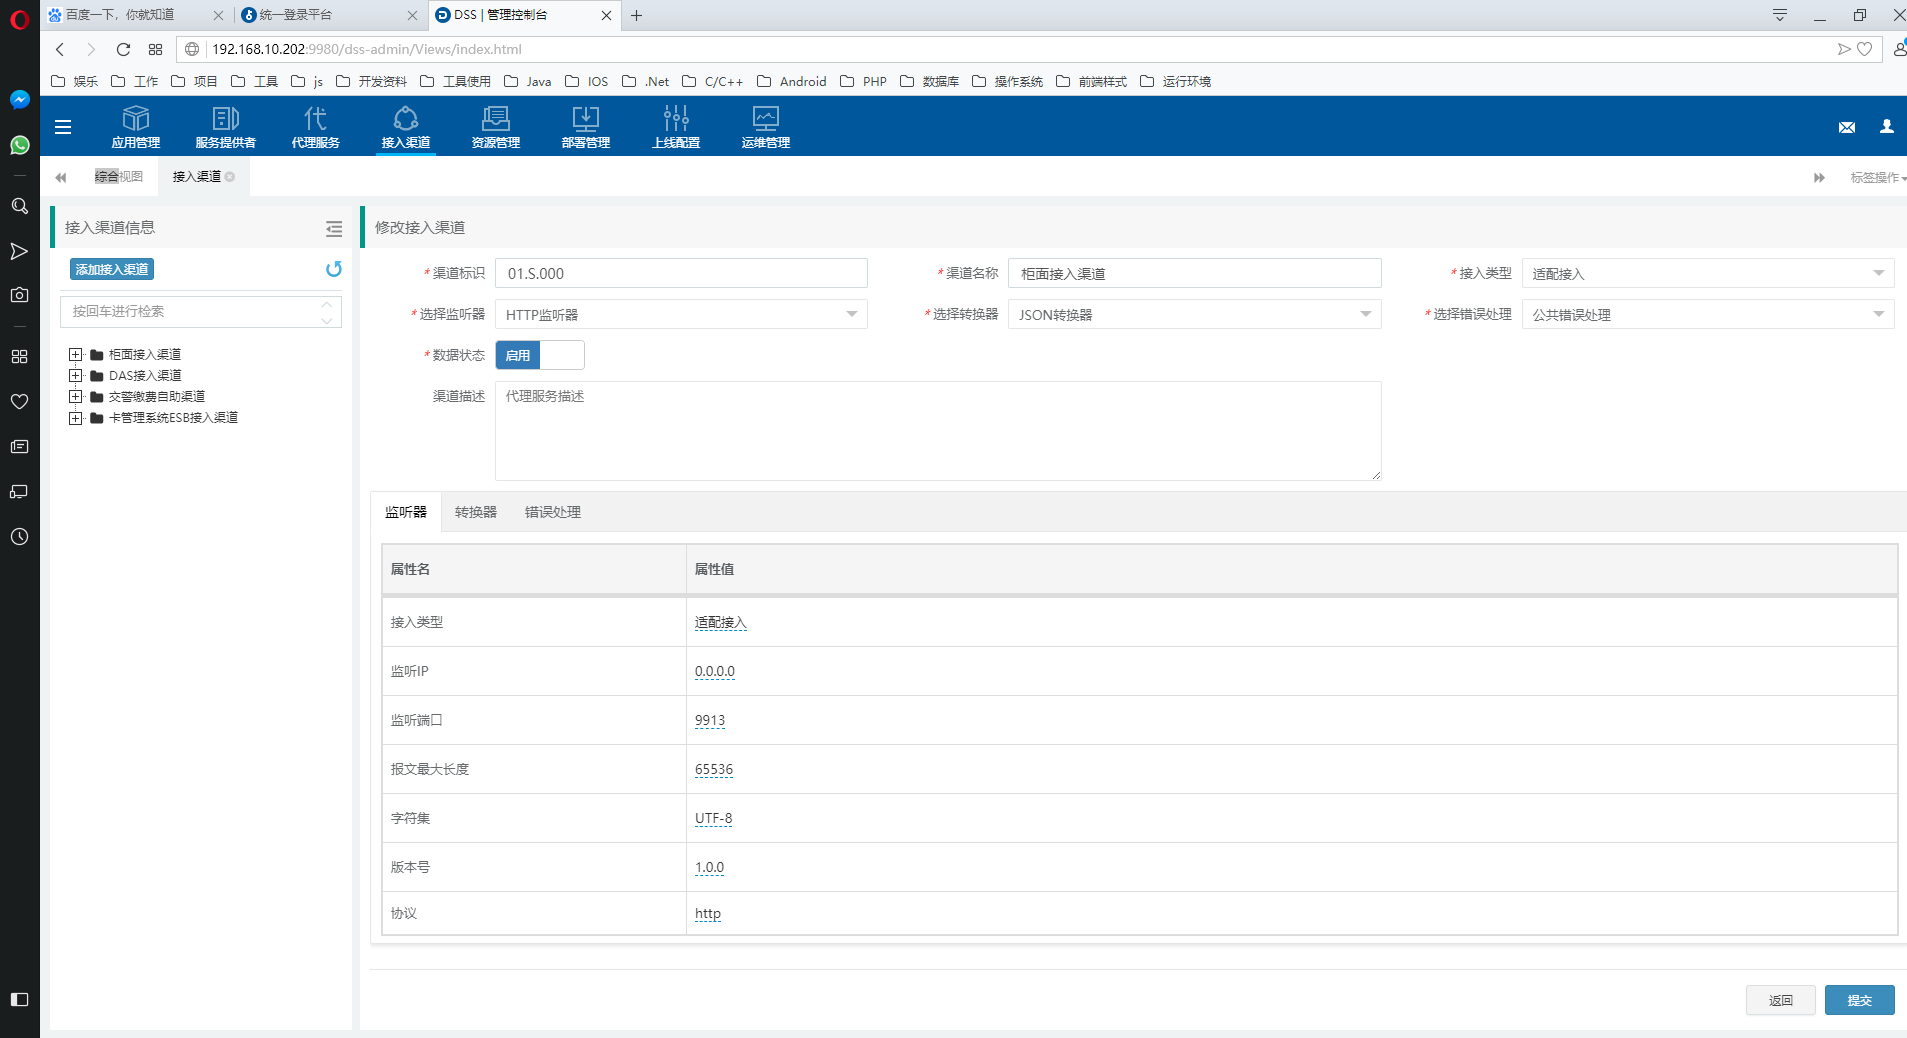 百度一下，你就知道
统一登录平台
DSS | 管理控制台
192.168.10.202:9980/dss-admin/Views/index.html
娱乐 工作 项目 工具 js 开发资料 工具使用 Java IOS .Net C/C++ Android PHP 数据库 操作系统 前端样式 运行环境
应用管理 服务提供者 代理服务 接入渠道 资源管理 部署管理 上线配置 运维管理
综合视图 接入渠道 标签操作
接入渠道信息
添加接入渠道
按回车进行检索
柜面接入渠道
DAS接入渠道
交警缴费自助渠道
卡管理系统ESB接入渠道
修改接入渠道
*渠道标识 01.S.000 *渠道名称 柜面接入渠道 *接入类型 适配接入
*选择监听器 HTTP监听器 *选择转换器 JSON转换器 *选择错误处理 公共错误处理
*数据状态 启用
渠道描述 代理服务描述
监听器 转换器 错误处理
属性名 属性值
接入类型 适配接入
监听IP 0.0.0.0
监听端口 9913
报文最大长度 65536
字符集 UTF-8
版本号 1.0.0
协议 http
返回 提交